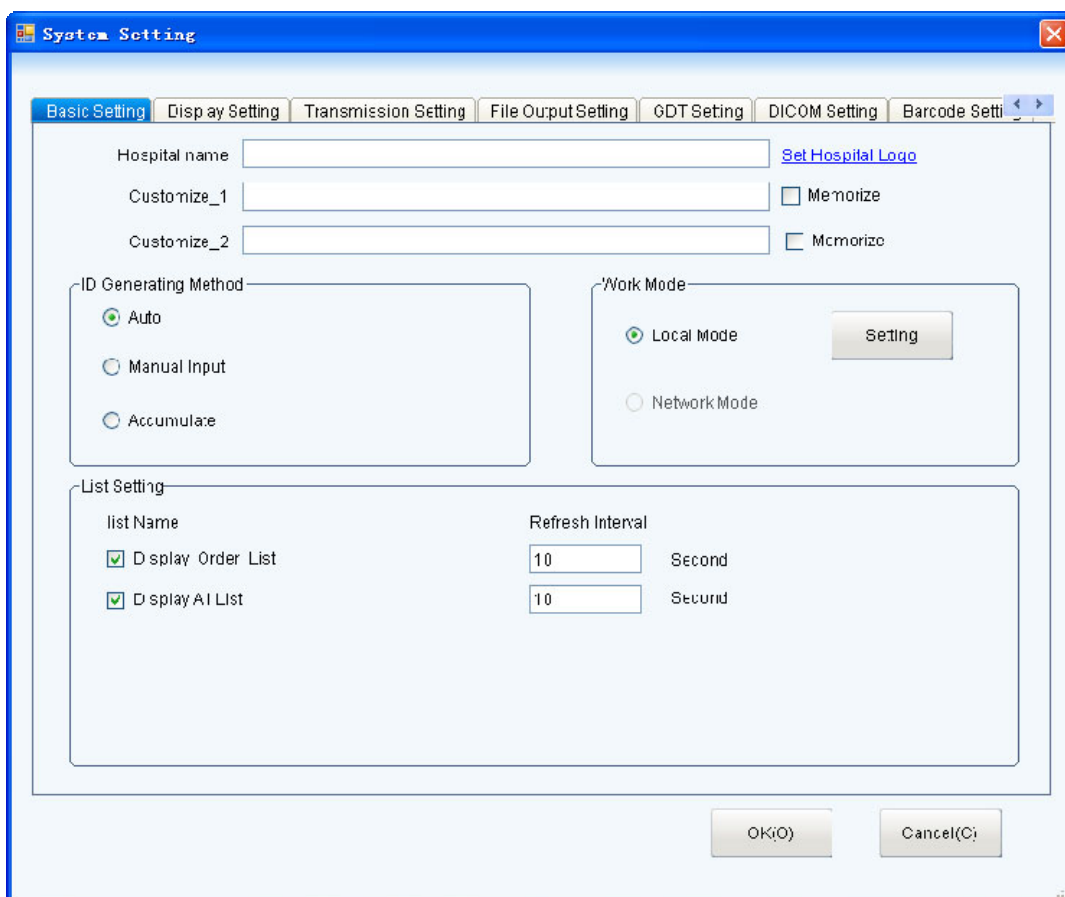 System Setting
Basic Setting Display Setting Transmission Setting File Output Setting GDT Setting DICOM Setting Barcode Setti
Hospital name Set Hospital Logo
Customize_1 Memorize
Customize_2 Memorize
ID Generating Method Work Mode
Auto
Local Mode Setting
Manual Input
Network Mode
Accumulate
List Setting
list Name Refresh Interval
Display Order List 10 Second
Display All List 10 Second
OK(O) Cancel(C)